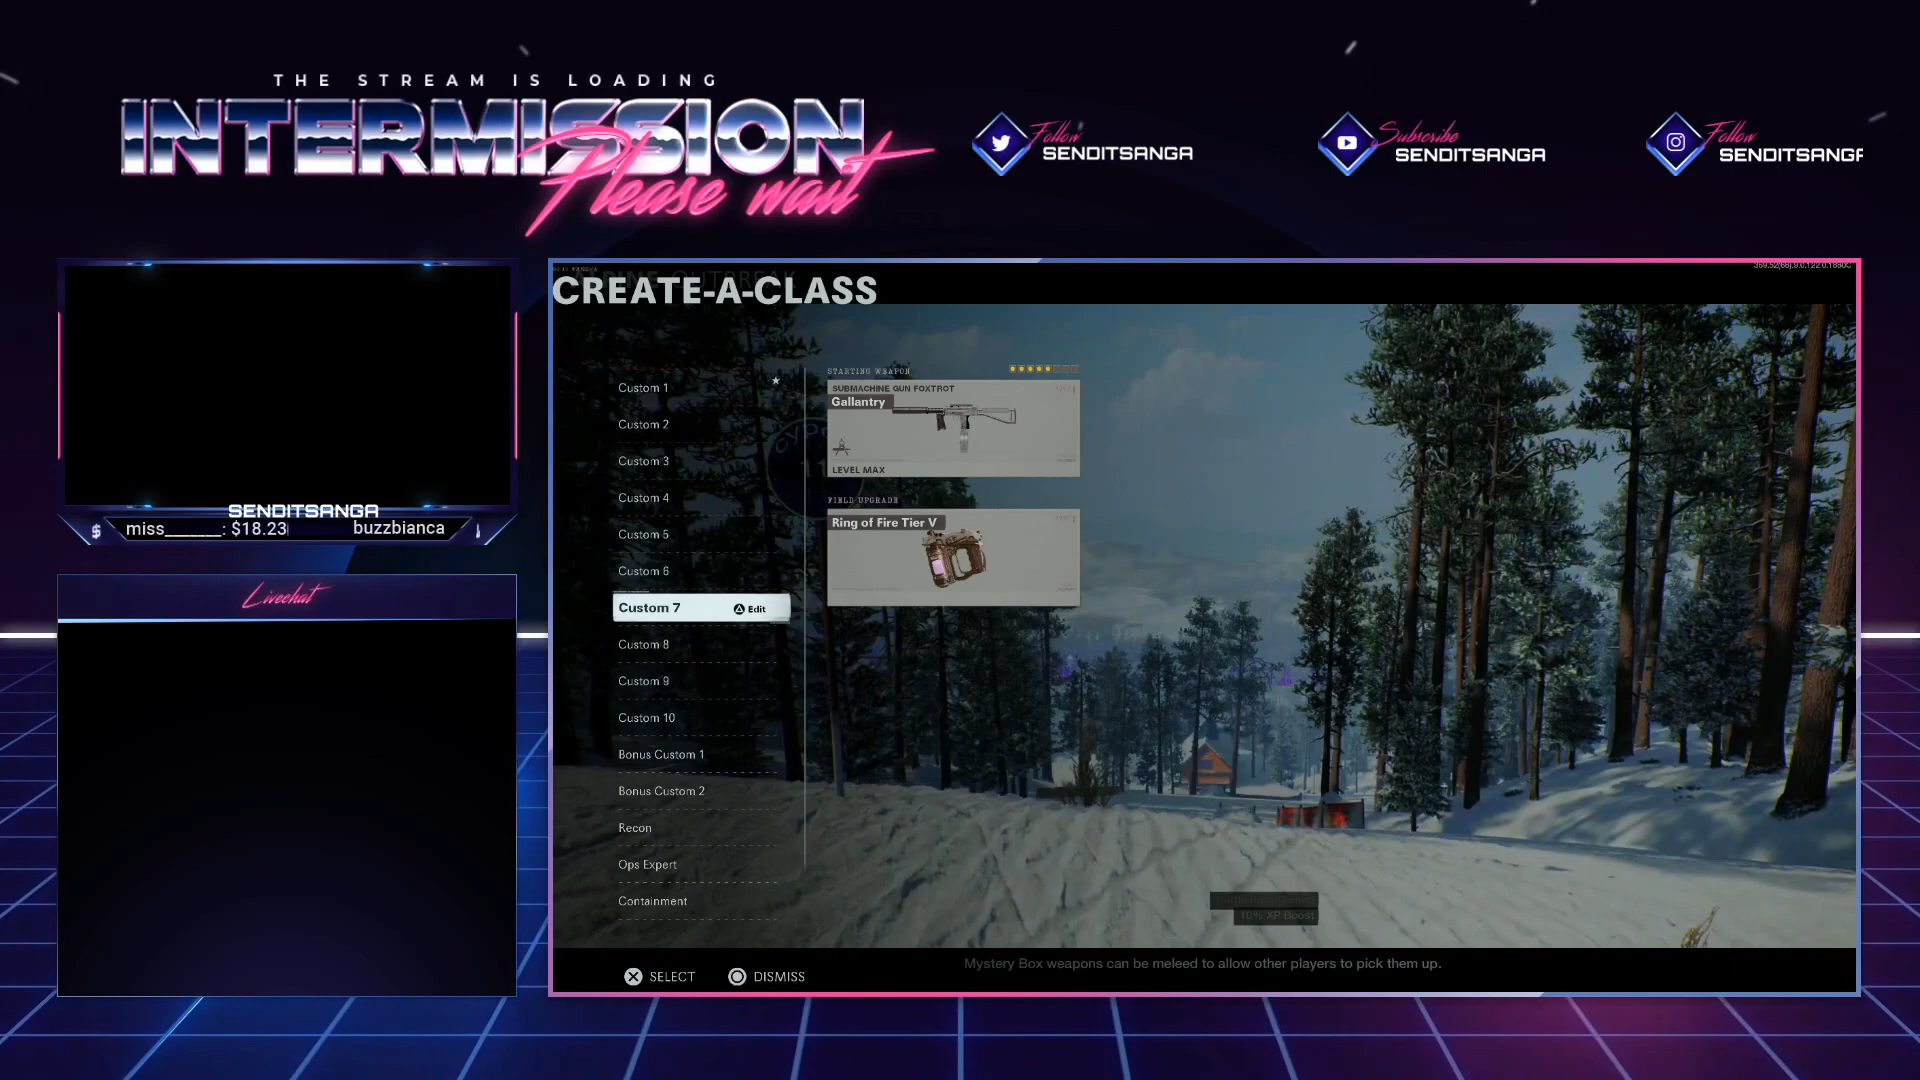 THE STREAM IS LOADING
INTERMISSION
Please wait
Follow
SENDITSANGA
Subscribe
SENDITSANGA
Follow
SENDITSANGA
SENDITSANGA
$ miss_______: $18.23 buzzbianca
Livechat
OUTBREAK
CREATE-A-CLASS
Custom 1
Custom 2
Custom 3
Custom 4
Custom 5
Custom 6
Custom 7 Edit
Custom 8
Custom 9
Custom 10
Bonus Custom 1
Bonus Custom 2
Recon
Ops Expert
Containment
STARTING WEAPON
SUBMACHINE GUN FOXTROT
Gallantry
LEVEL MAX
FIELD UPGRADE
Ring of Fire Tier V
10% XP Boost
Mystery Box weapons can be meleed to allow other players to pick them up.
SELECT DISMISS